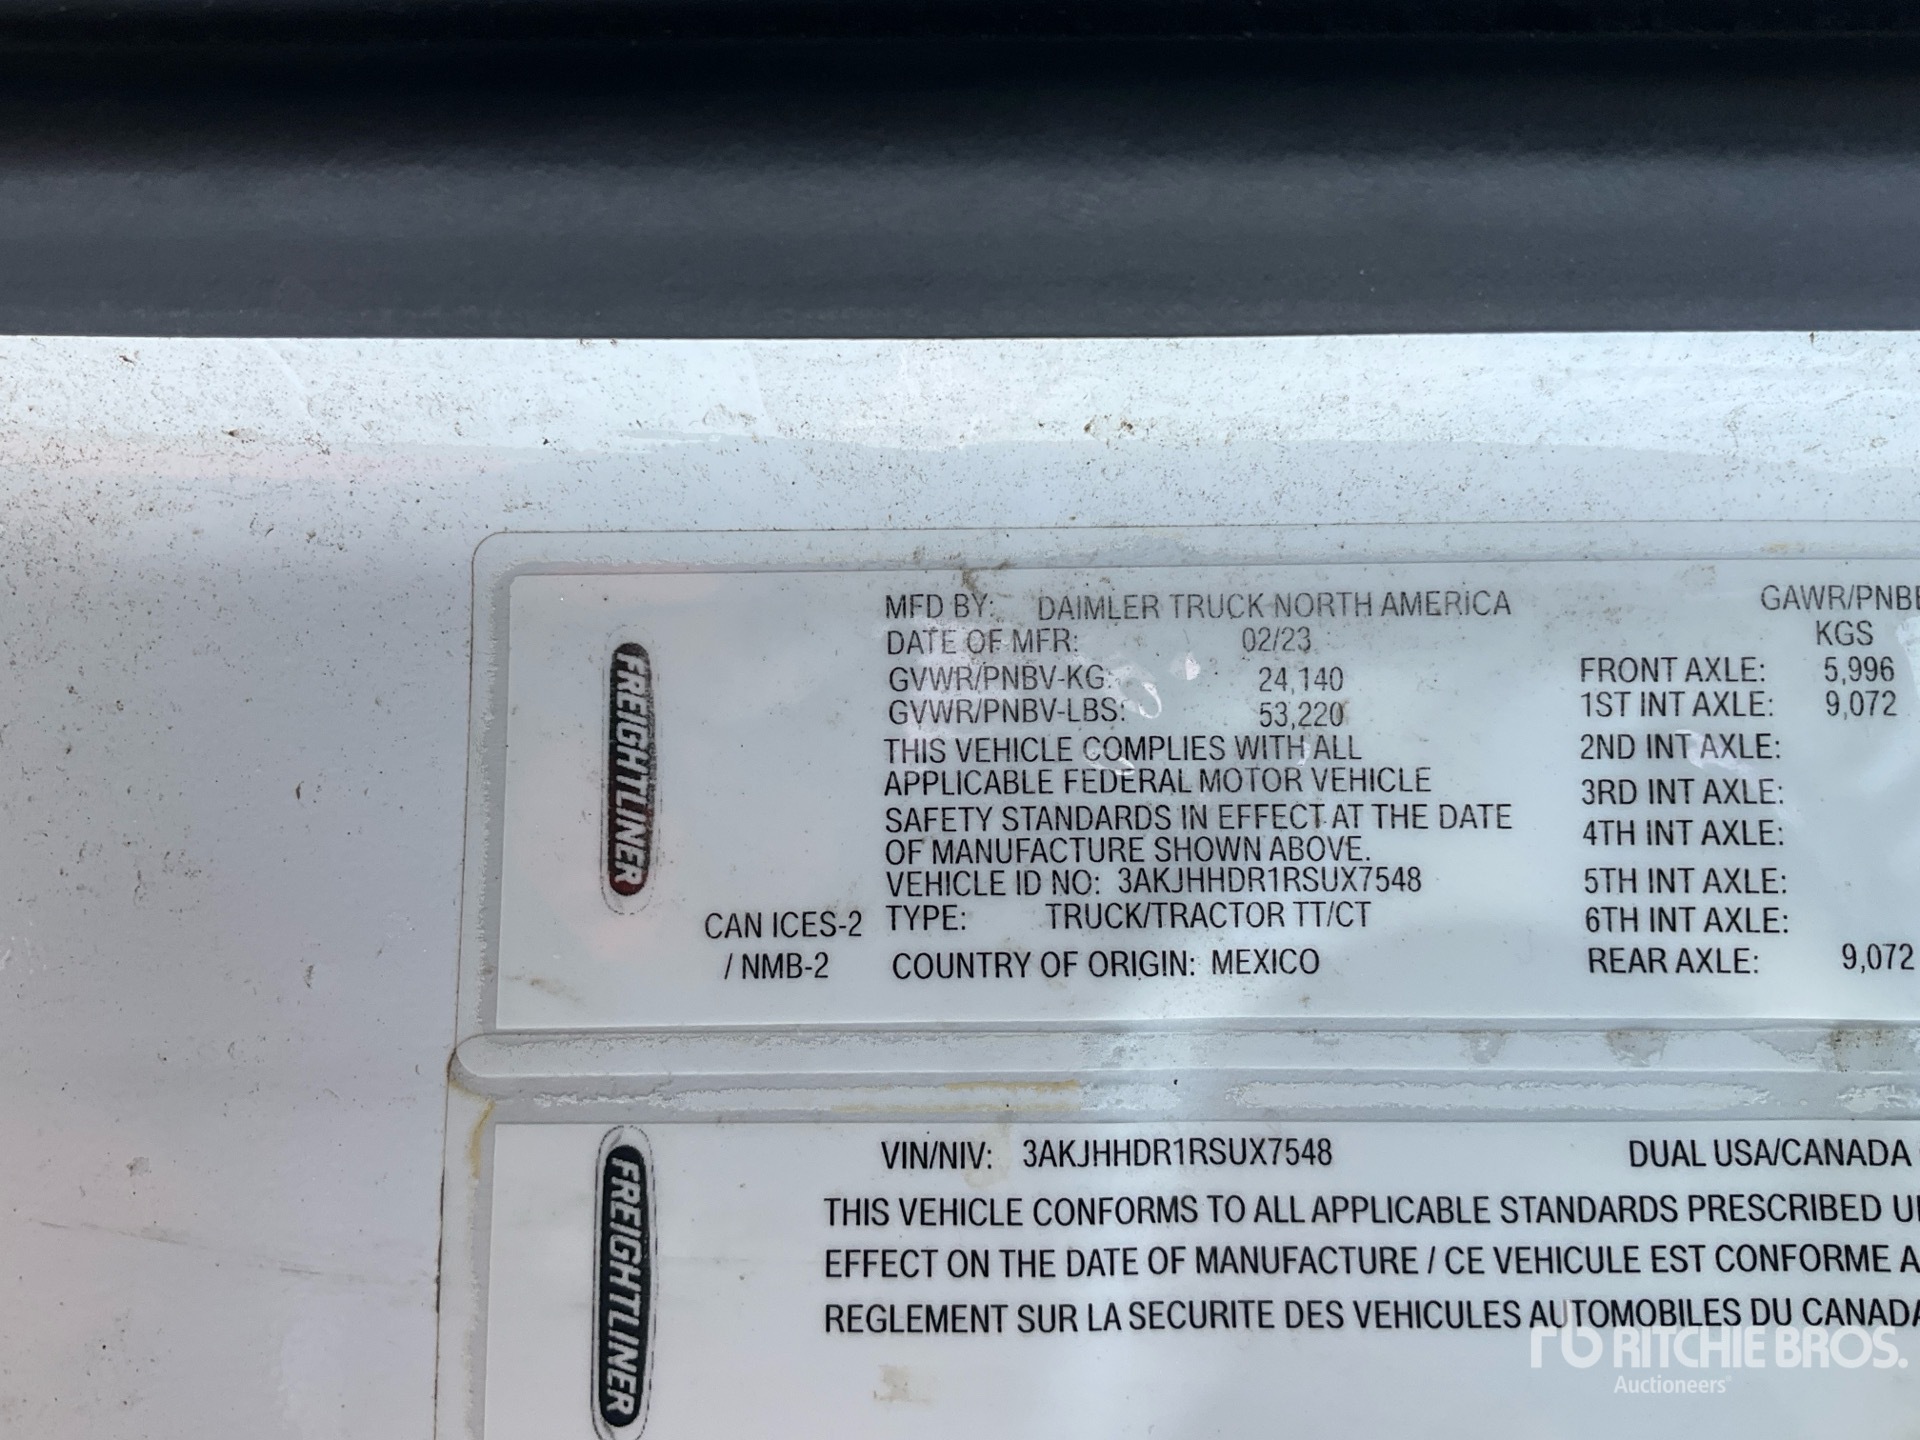 MFD BY: DAIMLER TRUCK NORTH AMERICA
DATE OF MFR: 02/23
GVWR/PNBV-KG: 24,140
GVWR/PNBV-LBS: 53,220
THIS VEHICLE COMPLIES WITH ALL
APPLICABLE FEDERAL MOTOR VEHICLE
SAFETY STANDARDS IN EFFECT AT THE DATE
OF MANUFACTURE SHOWN ABOVE.
VEHICLE ID NO: 3AKJHHDR1RSUX7548
TYPE: TRUCK/TRACTOR TT/CT
COUNTRY OF ORIGIN: MEXICO
FREIGHTLINER
CAN ICES-2
/ NMB-2
GAWR/PNBE
KGS
FRONT AXLE: 5,996
1ST INT AXLE: 9,072
2ND INT AXLE:
3RD INT AXLE:
4TH INT AXLE:
5TH INT AXLE:
6TH INT AXLE:
REAR AXLE: 9,072
FREIGHTLINER
VIN/NIV: 3AKJHHDR1RSUX7548 DUAL USA/CANADA
THIS VEHICLE CONFORMS TO ALL APPLICABLE STANDARDS PRESCRIBED
EFFECT ON THE DATE OF MANUFACTURE / CE VEHICULE EST CONFORME A
REGLEMENT SUR LA SECURITE DES VEHICULES AUTOMOBILES DU CANADA
rb RITCHIE BROS.
Auctioneers